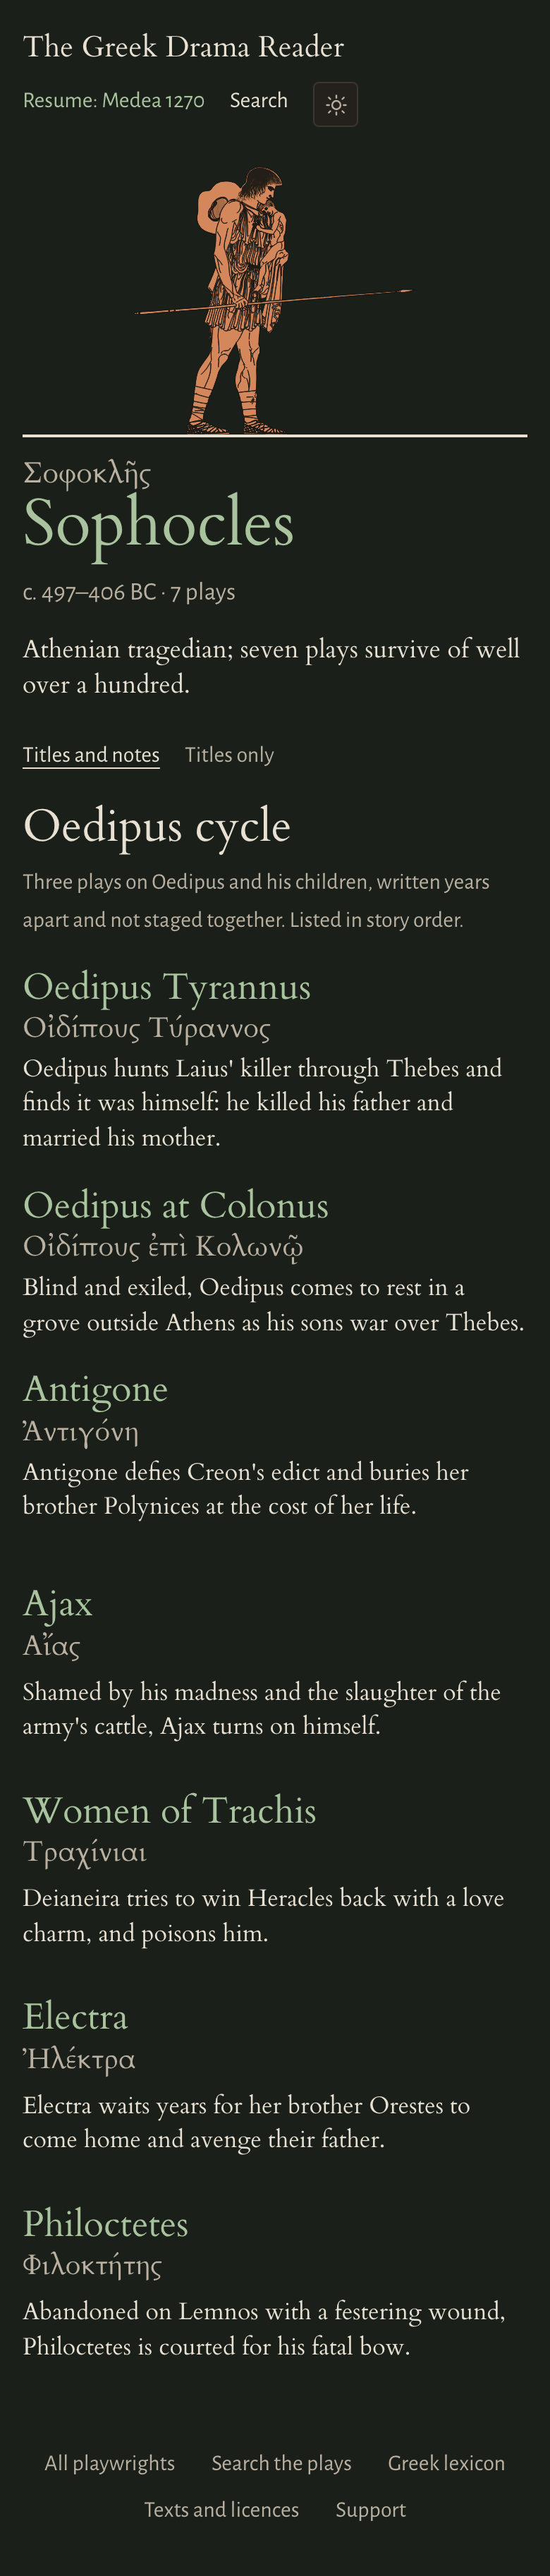 The Greek Drama Reader
Resume: Medea 1270 Search
Σοφοκλῆς
Sophocles
c. 497–406 BC · 7 plays
Athenian tragedian; seven plays survive of well
over a hundred.
Titles and notes Titles only
Oedipus cycle
Three plays on Oedipus and his children, written years
apart and not staged together. Listed in story order.
Oedipus Tyrannus
Οἰδίπους Τύραννος
Oedipus hunts Laius' killer through Thebes and
finds it was himself: he killed his father and
married his mother.
Oedipus at Colonus
Οἰδίπους ἐπὶ Κολωνῷ
Blind and exiled, Oedipus comes to rest in a
grove outside Athens as his sons war over Thebes.
Antigone
Ἀντιγόνη
Antigone defies Creon's edict and buries her
brother Polynices at the cost of her life.
Ajax
Αἴας
Shamed by his madness and the slaughter of the
army's cattle, Ajax turns on himself.
Women of Trachis
Τραχίνιαι
Deianeira tries to win Heracles back with a love
charm, and poisons him.
Electra
Ἠλέκτρα
Electra waits years for her brother Orestes to
come home and avenge their father.
Philoctetes
Φιλοκτήτης
Abandoned on Lemnos with a festering wound,
Philoctetes is courted for his fatal bow.
All playwrights Search the plays Greek lexicon
Texts and licences Support